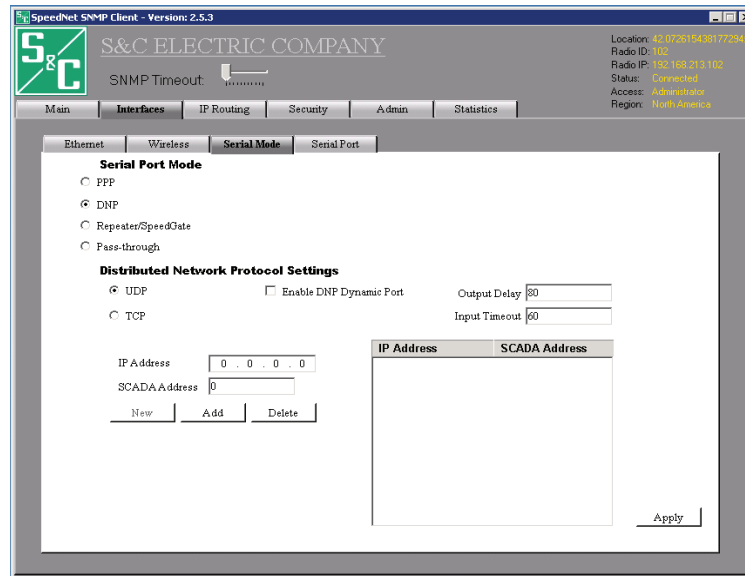 SpeedNet SNMP Client - Version: 2.5.3
S&C
S&C ELECTRIC COMPANY
SNMP Timeout:
Location: 42.072615438177294
Radio ID: 102
Radio IP: 192.168.213.102
Status: Connected
Access: Administrator
Region: North America
Main Interfaces IP Routing Security Admin Statistics
Ethernet Wireless Serial Mode Serial Port
Serial Port Mode
PPP
DNP
Repeater/SpeedGate
Pass-through
Distributed Network Protocol Settings
UDP Enable DNP Dynamic Port Output Delay 80
TCP Input Timeout 60
IP Address 0 . 0 . 0 . 0
SCADA Address 0
New Add Delete
IP Address SCADA Address
Apply